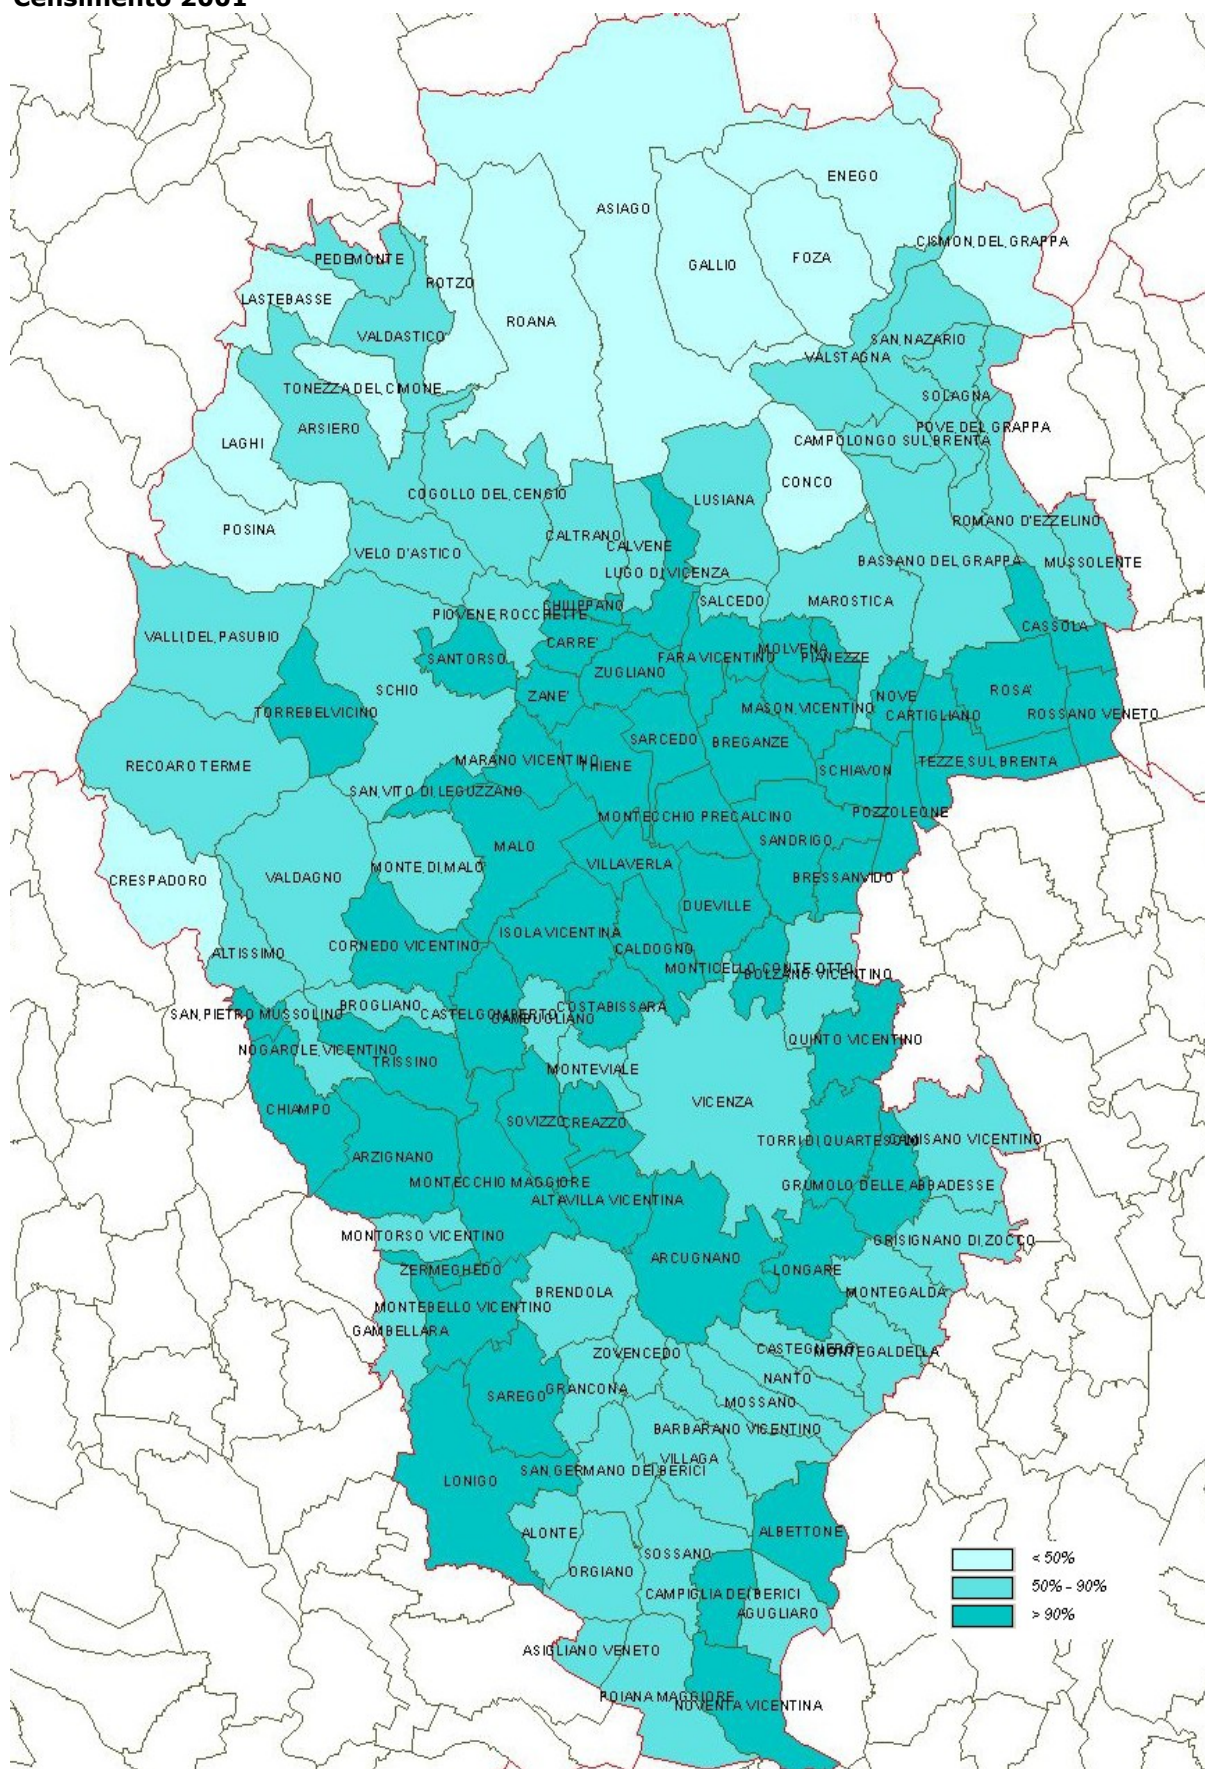 Censimento 2001
ENEGO
ASIAGO
CISMON DEL GRAPPA
PEDEMONTE
FOZA
GALLIO
ROTZO
LASTEBASSE
ROANA
VALDASTICO
SAN NAZARIO
VALSTAGNA
TONEZZA DEL CIMONE
SOLAGNA
ARSIERO
POVE DEL GRAPPA
LAGHI
CAMPOLONGO SUL BRENTA
CONCO
COGOLLO DEL CENGIO
LUSIANA
ROMANO D'EZZELINO
POSINA
CALTRANO
CALVENE
VELO D'ASTICO
BASSANO DEL GRAPPA
MUSSOLENTE
LUGO DI VICENZA
SALCEDO
MAROSTICA
CHIUPPANO
PIOVENE ROCCHETTE
CASSOLA
VALLI DEL PASUBIO
CARRE'
MOLVENA
SANTORSO
FARA VICENTINO
PIANEZZE
ZUGLIANO
SCHIO
ROSA'
ZANE'
NOVE
MASON VICENTINO
TORREBELVICINO
CARTIGLIANO
ROSSANO VENETO
SARCEDO
BREGANZE
MARANO VICENTINO
THIENE
TEZZE SUL BRENTA
RECOARO TERME
SCHIAVON
SAN VITO DI LEGUZZANO
POZZOLEONE
MONTECCHIO PRECALCINO
SANDRIGO
MALO
VILLAVERLA
MONTE DI MALO
VALDAGNO
CRESPADORO
BRESSANVIDO
DUEVILLE
ISOLA VICENTINA
CORNEDO VICENTINO
CALDOGNO
ALTISSIMO
MONTICELLO CONTE OTTO
BOLZANO VICENTINO
BROGLIANO
COSTABISSARA
SAN PIETRO MUSSOLINO
CASTELGOMBERTO
GAMBUGLIANO
QUINTO VICENTINO
NOGAROLE VICENTINO
TRISSINO
MONTEVIALE
VICENZA
CHIAMPO
SOVIZZO
CREAZZO
TORRI DI QUARTESOLO
CAMISANO VICENTINO
ARZIGNANO
MONTECCHIO MAGGIORE
GRUMOLO DELLE ABBADESSE
ALTAVILLA VICENTINA
MONTORSO VICENTINO
GRISIGNANO DI ZOCCO
ARCUGNANO
ZERMEGHEDO
LONGARE
BRENDOLA
MONTEGALDA
MONTEBELLO VICENTINO
GAMBELLARA
CASTEGNERO
MONTEGALDELLA
ZOVENCEDO
NANTO
GRANCONA
SAREGO
MOSSANO
BARBARANO VICENTINO
VILLAGA
SAN GERMANO DEI BERICI
LONIGO
ALONTE
ALBETTONE
SOSSANO
ORGIANO
CAMPIGLIA DEI BERICI
AGUGLIARO
ASIGLIANO VENETO
POIANA MAGGIORE
NOVENTA VICENTINA
< 50%
50% - 90%
> 90%